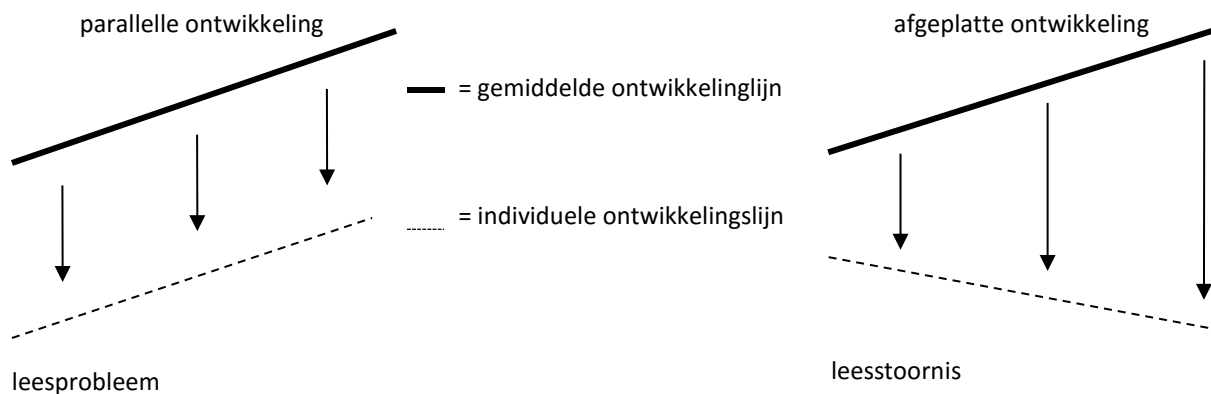 parallelle ontwikkeling
afgeplatte ontwikkeling
= gemiddelde ontwikkelinglijn
= individuele ontwikkelingslijn
leesprobleem
leesstoornis